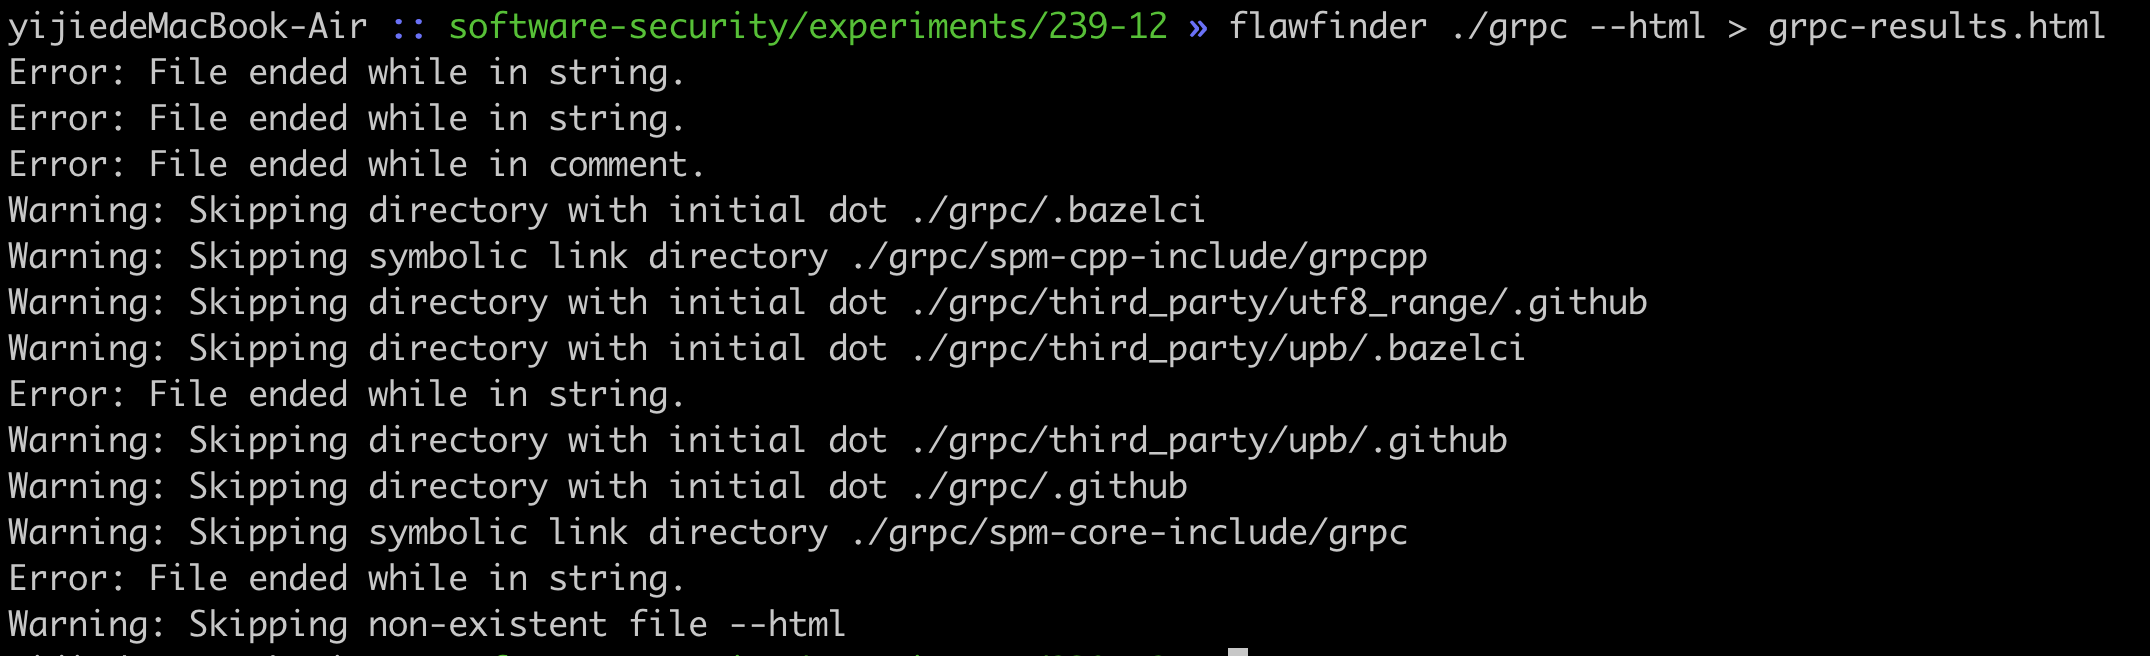 yijiedeMacBook-Air :: software-security/experiments/239-12 » flawfinder ./grpc --html > grpc-results.html
Error: File ended while in string.
Error: File ended while in string.
Error: File ended while in comment.
Warning: Skipping directory with initial dot ./grpc/.bazelci
Warning: Skipping symbolic link directory ./grpc/spm-cpp-include/grpcpp
Warning: Skipping directory with initial dot ./grpc/third_party/utf8_range/.github
Warning: Skipping directory with initial dot ./grpc/third_party/upb/.bazelci
Error: File ended while in string.
Warning: Skipping directory with initial dot ./grpc/third_party/upb/.github
Warning: Skipping directory with initial dot ./grpc/.github
Warning: Skipping symbolic link directory ./grpc/spm-core-include/grpc
Error: File ended while in string.
Warning: Skipping non-existent file --html